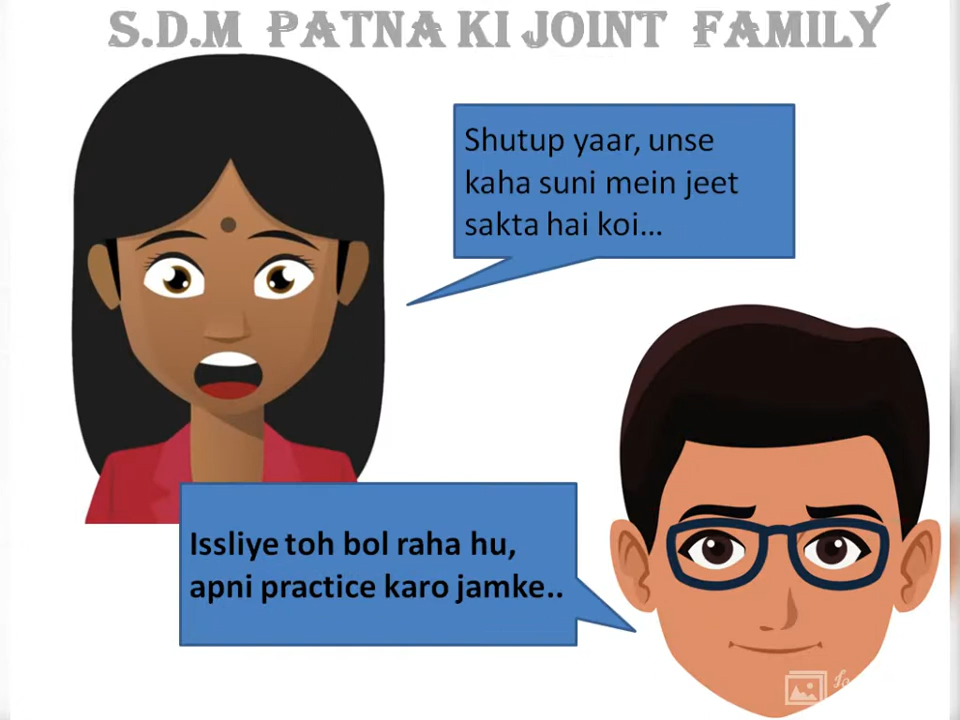 S.D.M PATNA KI JOINT FAMILY
Shutup yaar, unse
kaha suni mein jeet
sakta hai koi...
Issliye toh bol raha hu,
apni practice karo jamke..